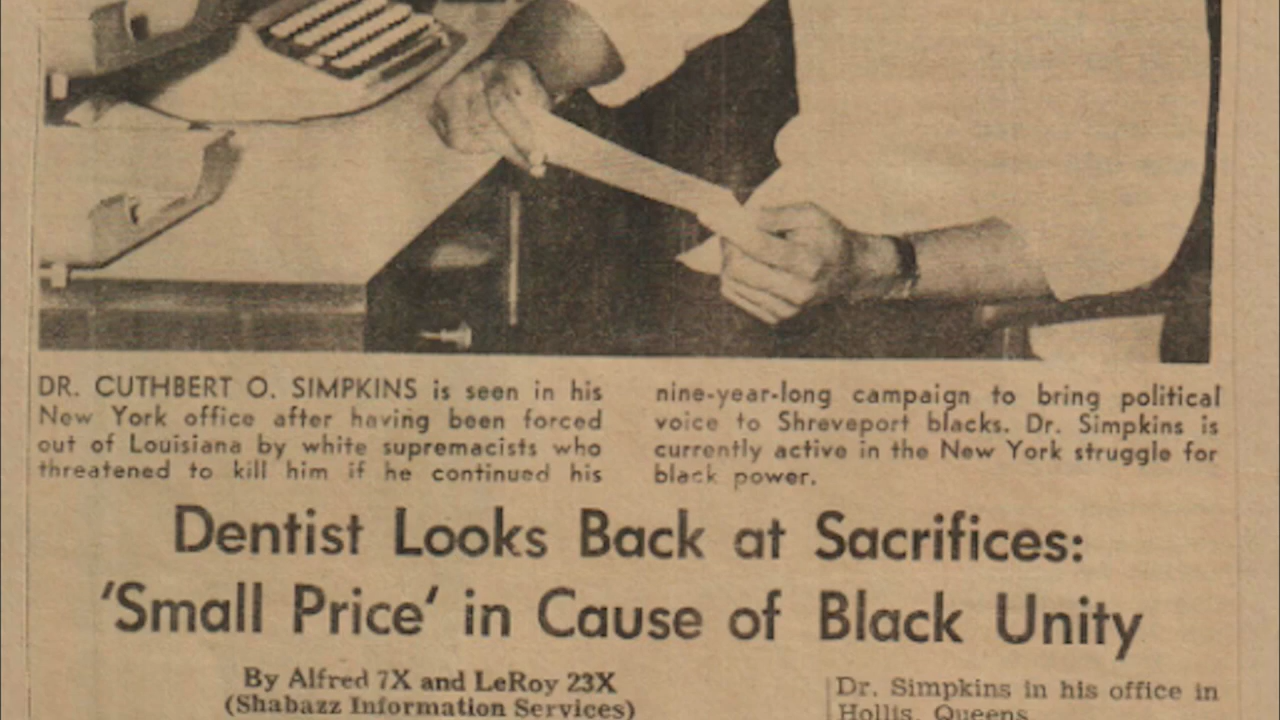 DR. CUTHBERT O. SIMPKINS is seen in his
New York office after having been forced
out of Louisiana by white supremacists who
threatened to kill him if he continued his
nine-year-long campaign to bring political
voice to Shreveport blacks. Dr. Simpkins is
currently active in the New York struggle for
black power.
Dentist Looks Back at Sacrifices:
'Small Price' in Cause of Black Unity
By Alfred 7X and LeRoy 23X
(Shabazz Information Services)
Dr. Simpkins in his office in
Hollis, Queens